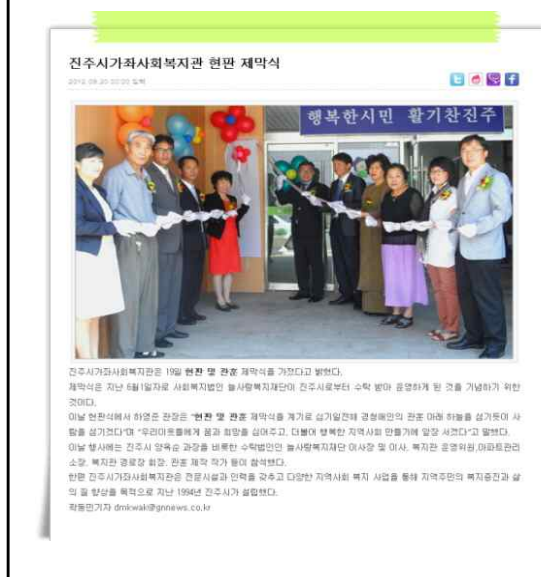 진주시가좌사회복지관 현판 제막식
행복한시민 활기찬진주
진주시가좌사회복지관은 19일 현판 및 관훈 제막식을 가졌다고 밝혔다.
제막식은 지난 6월1일자로 사회복지법인 늘사랑복지재단이 진주시로부터 수탁 받아 운영하게 된 것을 기념하기 위한
것이다.
이날 현판식에서 하영준 관장은 "현판 및 관훈 제막식을 계기로 섬기일전해 경천애인의 관훈 아래 하늘을 섬기듯이 사
람을 섬기겠다"며 "우리이웃들에게 꿈과 희망을 심어주고, 더불어 행복한 지역사회 만들기에 앞장 서겠다"고 말했다.
이날 행사에는 진주시 양옥순 과장을 비롯한 수탁법인인 늘사랑복지재단 이사장 및 이사, 복지관 운영위원,아파트관리
소장, 복지관 경로장 회장, 관훈 제작 작가 등이 참석했다.
한편 진주시가좌사회복지관은 전문시설과 인력을 갖추고 다양한 지역사회 복지 사업을 통해 지역주민의 복지증진과 삶
의 질 향상을 목적으로 지난 1994년 진주시가 설립했다.
곽동민기자 dmkwak@gnnews.co.kr